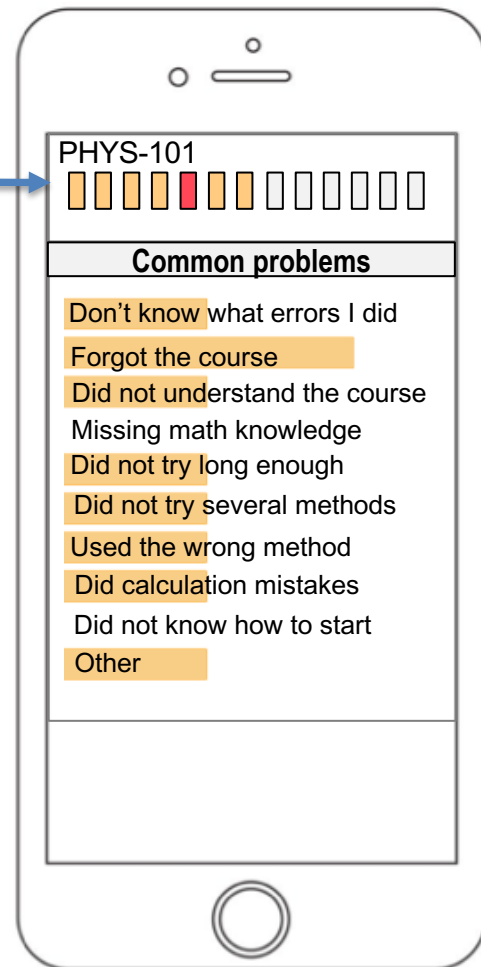 PHYS-101
Common problems
Don't know what errors I did
Forgot the course
Did not understand the course
Missing math knowledge
Did not try long enough
Did not try several methods
Used the wrong method
Did calculation mistakes
Did not know how to start
Other